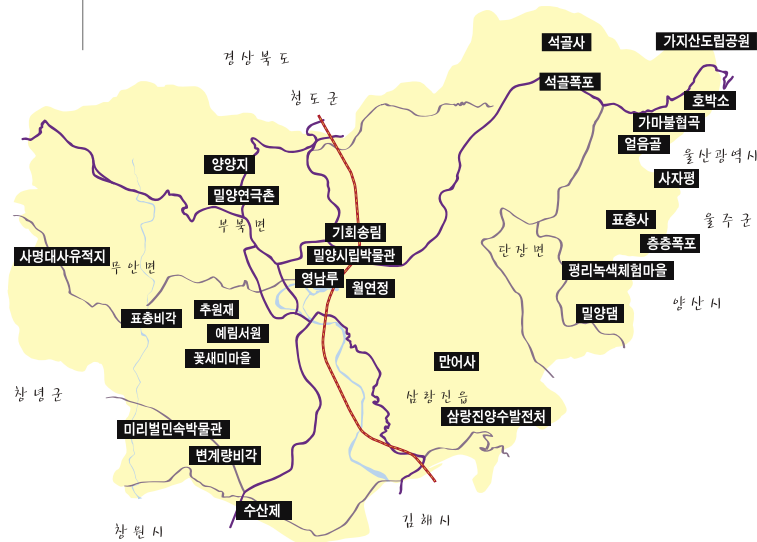 석골사
가지산도립공원
경상북도
석골폭포
청도군
호박소
가마불협곡
얼음골
울산광역시
양양지
사자평
밀양연극촌
표충사
울주군
부북면
기회송림
층층폭포
사명대사유적지
밀양시립박물관
단장면
무안면
평리녹색체험마을
영남루
월연정
양산시
추원재
표충비각
밀양댐
예림서원
꽃새미마을
만어사
창녕군
삼랑진읍
삼랑진양수발전처
미리벌민속박물관
변계량비각
수산제
김해시
창원시